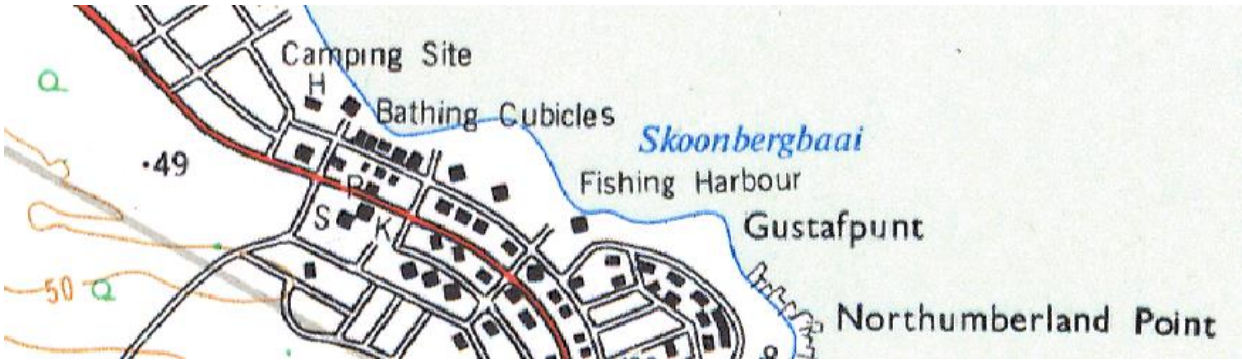 Camping Site
H
Bathing Cubicles
Skoonbergbaai
·49
Fishing Harbour
P
S
K
Gustafpunt
50
Northumberland Point